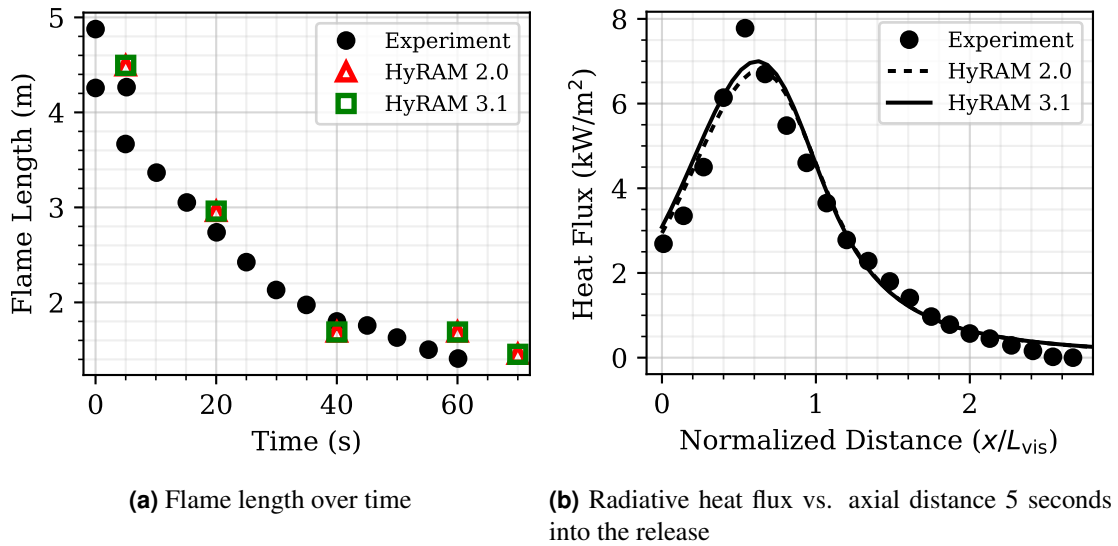 5
4
3
2
Flame Length (m)
0
20
40
60
Time (s)
Experiment
HyRAM 2.0
HyRAM 3.1
(a) Flame length over time
8
6
4
2
0
Heat Flux (kW/m²)
0
1
2
Normalized Distance (x/Lvis)
Experiment
HyRAM 2.0
HyRAM 3.1
(b) Radiative heat flux vs. axial distance 5 seconds
into the release